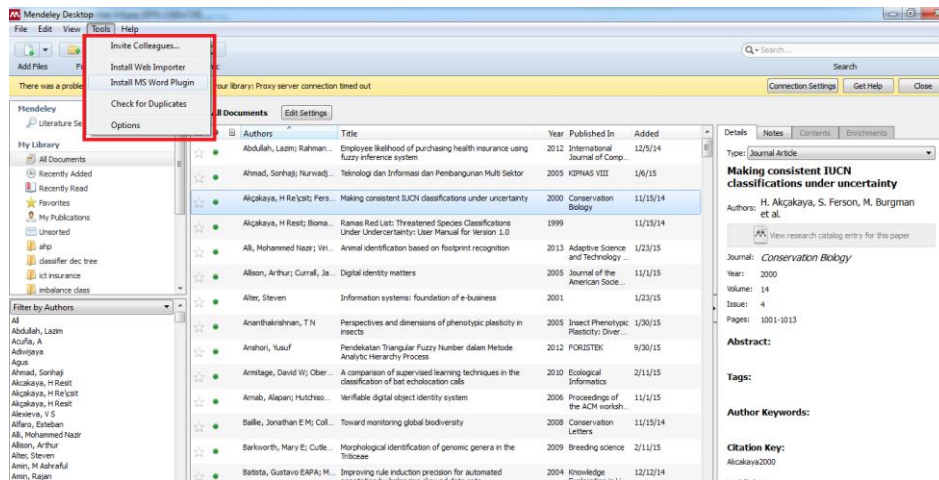 Mendeley Desktop
File Edit View Tools Help
Invite Colleagues...
Install Web Importer
Install MS Word Plugin
Check for Duplicates
Options
Search...
Add Files
Search
There was a proble
our library: Proxy server connection timed out
Connection Settings Get Help Close
Mendeley
Literature Se
My Library
All Documents
Recently Added
Recently Read
Favorites
My Publications
Unsorted
ahp
classifier dec tree
ict insurance
imbalance class
Filter by Authors
All
Abdullah, Lazim
Acuña, A
Adiwijaya
Agus
Ahmad, Sonhaji
Akcakaya, H Resit
Akçakaya, H Re\c{s}it
Akçakaya, H Resit
Alexieva, V S
Alfaro, Esteban
Ali, Mohammed Nazir
Allison, Arthur
Alter, Steven
Amin, M Ashraful
Amin, Rajan
ll Documents Edit Settings
Authors Title Year Published In Added
Abdullah, Lazim; Rahman... Employee likelihood of purchasing health insurance using fuzzy inference system 2012 International Journal of Comp... 12/5/14
Ahmad, Sonhaji; Nurwadj... Teknologi dan Informasi dan Pembangunan Multi Sektor 2005 KIPNAS VIII 1/6/15
Akçakaya, H Re\c{s}it; Fers... Making consistent IUCN classifications under uncertainty 2000 Conservation Biology 11/15/14
Akçakaya, H Resit; Bioma... Ramas Red List: Threatened Species Classifications Under Undercertainty: User Manual for Version 1.0 1999 11/15/14
Ali, Mohammed Nazir; Viri... Animal identification based on footprint recognition 2013 Adaptive Science and Technology ... 1/23/15
Allison, Arthur; Currall, Ja... Digital identity matters 2005 Journal of the American Socie... 11/1/15
Alter, Steven Information systems: foundation of e-business 2001 1/23/15
Ananthakrishnan, T N Perspectives and dimensions of phenotypic plasticity in insects 2005 Insect Phenotypic Plasticity: Diver... 1/30/15
Anshori, Yusuf Pendekatan Triangular Fuzzy Number dalam Metode Analytic Hierarchy Process 2012 FORISTEK 9/30/15
Armitage, David W; Ober... A comparison of supervised learning techniques in the classification of bat echolocation calls 2010 Ecological Informatics 2/11/15
Arnab, Alapan; Hutchiso... Verifiable digital object identity system 2006 Proceedings of the ACM worksh... 11/1/15
Baillie, Jonathan E M; Coll... Toward monitoring global biodiversity 2008 Conservation Letters 11/15/14
Barkworth, Mary E; Cutle... Morphological identification of genomic genera in the Triticeae 2009 Breeding science 2/11/15
Batista, Gustavo EAPA; M... Improving rule induction precision for automated 2004 Knowledge 12/12/14
Details Notes Contents Enrichments
Type: Journal Article
Making consistent IUCN
classifications under uncertainty
Authors: H. Akçakaya, S. Ferson, M. Burgman
et al.
View research catalog entry for this paper
Journal: Conservation Biology
Year: 2000
Volume: 14
Issue: 4
Pages: 1001-1013
Abstract:
Tags:
Author Keywords:
Citation Key:
Akcakaya2000